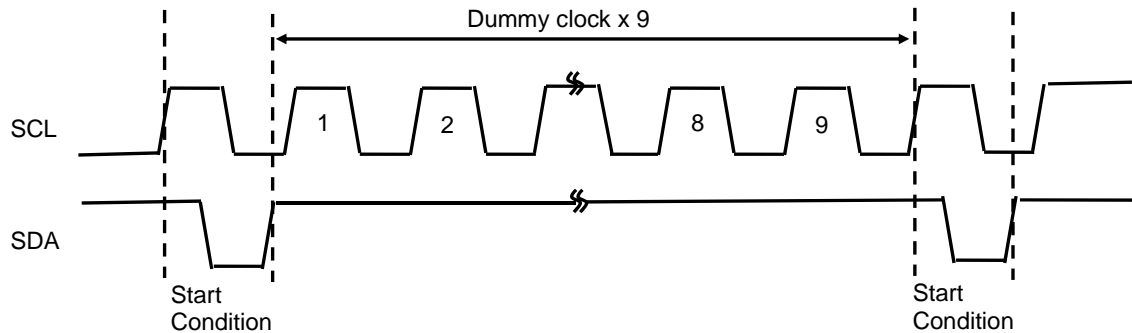 Dummy clock x 9
SCL
1
2
8
9
SDA
Start
Condition
Start
Condition